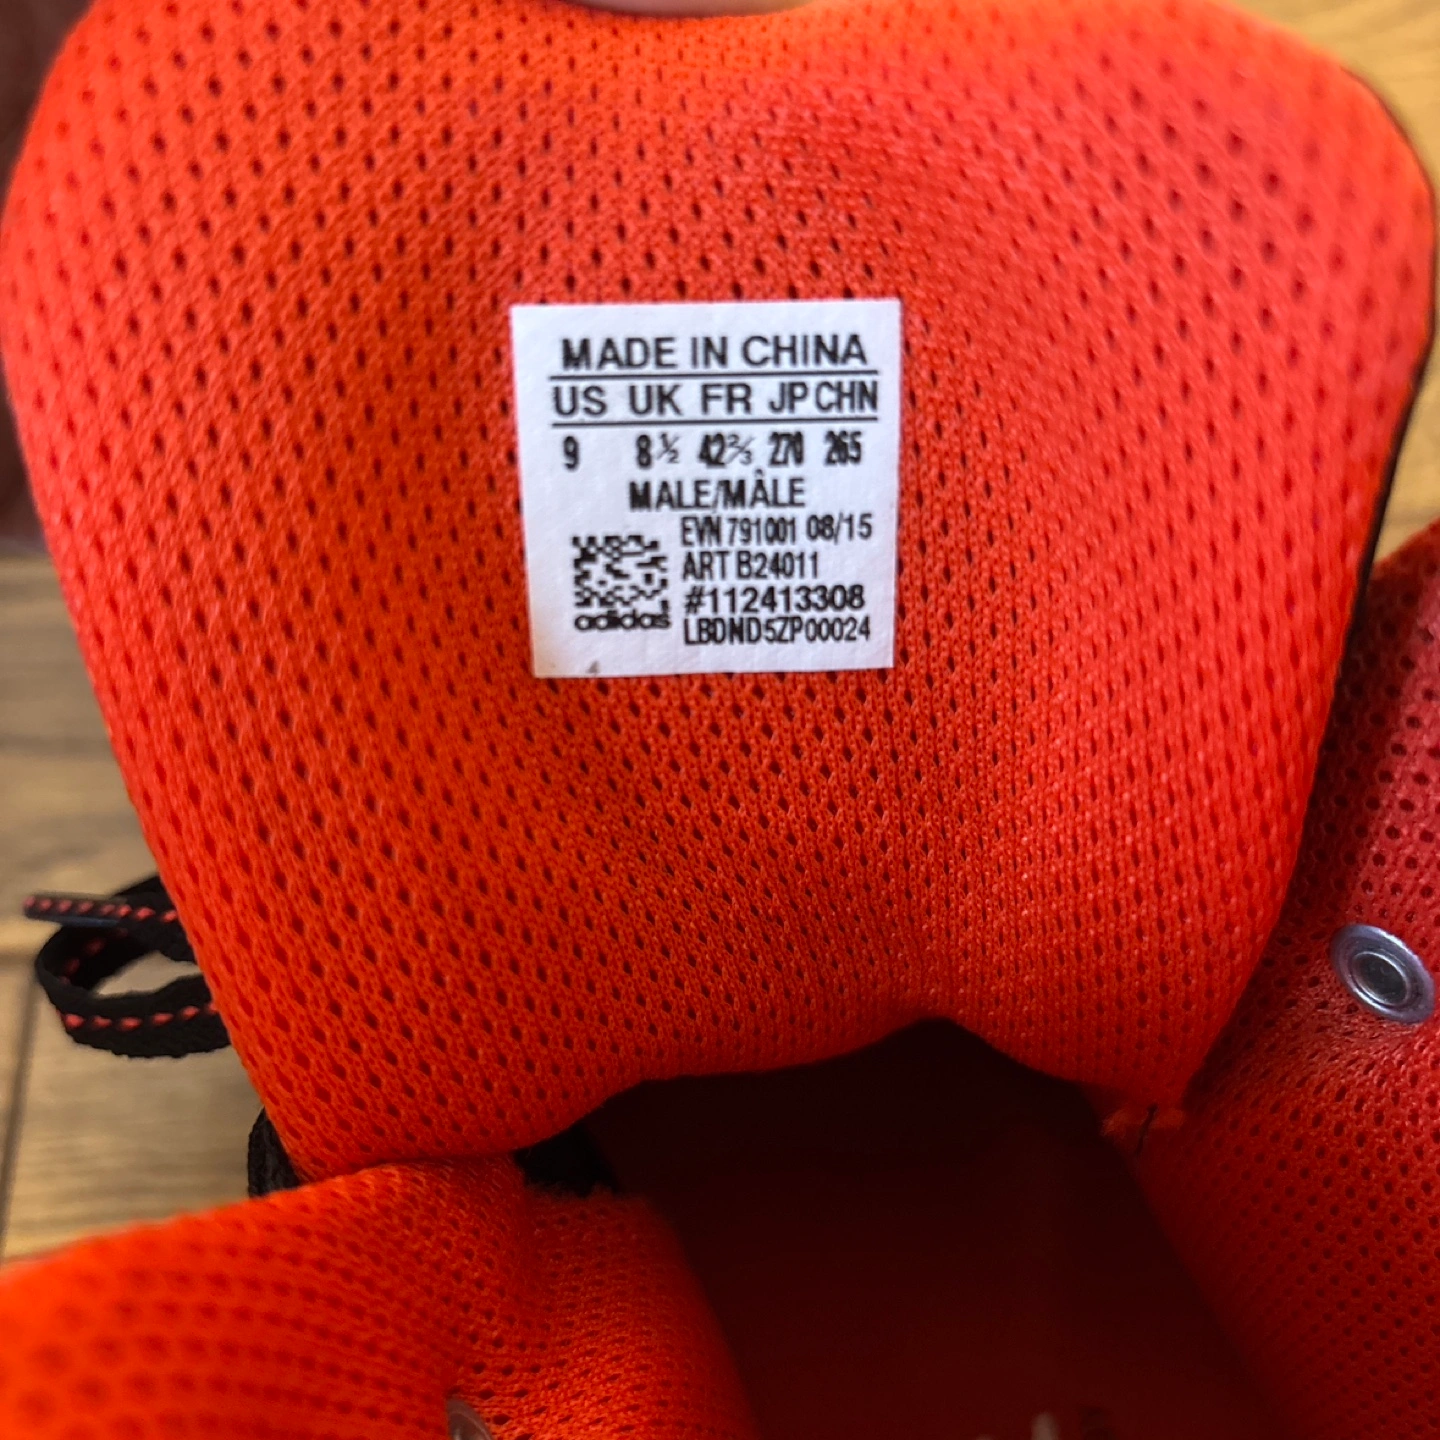 MADE IN CHINA
US UK FR JP CHN
9 8½ 42⅔ 270 265
MALE/MÂLE
EVN 791001 08/15
ART B24011
#112413308
adidas LBDND5ZP00024
4